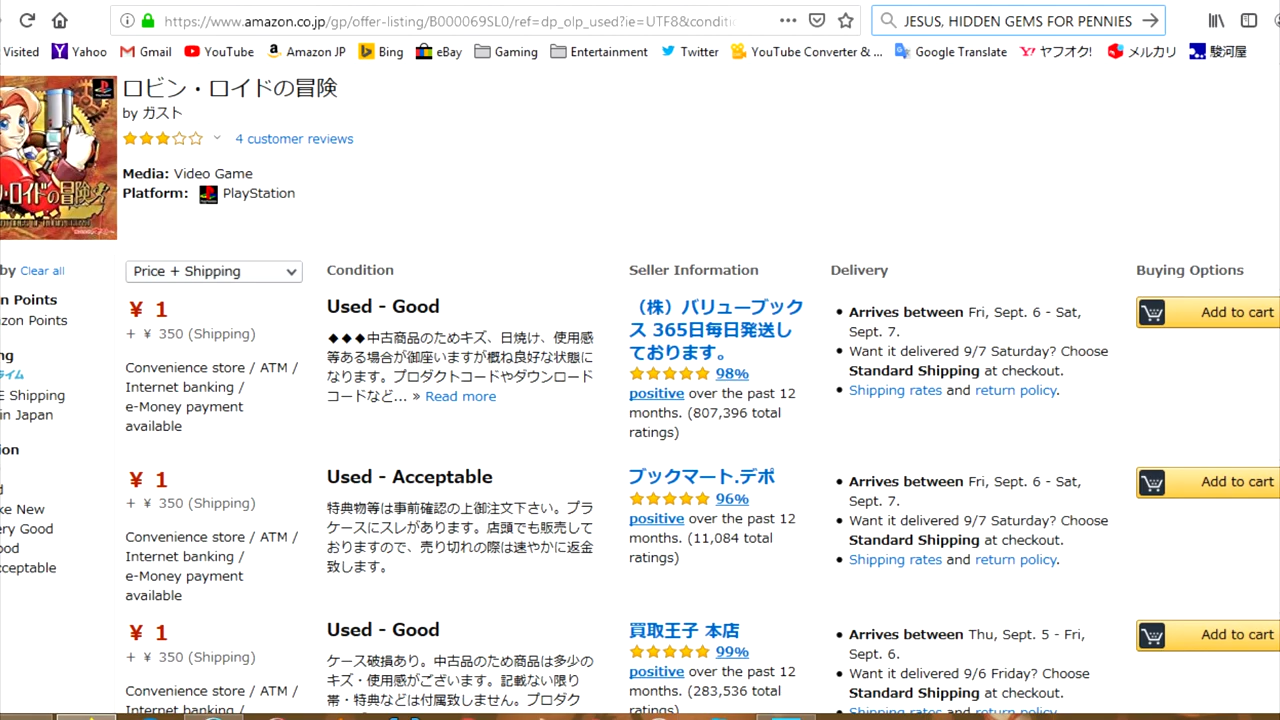 https://www.amazon.co.jp/gp/offer-listing/B000069SL0/ref=dp_olp_used?ie=UTF8&conditi
JESUS, HIDDEN GEMS FOR PENNIES
Visited Yahoo Gmail YouTube Amazon JP Bing eBay Gaming Entertainment Twitter YouTube Converter & ... Google Translate ヤフオク! メルカリ 駿河屋
ロビン・ロイドの冒険
by ガスト
4 customer reviews
Media: Video Game
Platform: PlayStation
ン・ロイドの冒険
by Clear all
Price + Shipping
Condition
Seller Information
Delivery
Buying Options
n Points
zon Points
ng
ライム
E Shipping
in Japan
ion
d
ke New
ery Good
ood
cceptable
¥ 1
+ ¥ 350 (Shipping)
Convenience store / ATM /
Internet banking /
e-Money payment
available
Used - Good
◆◆◆中古商品のためキズ、日焼け、使用感
等ある場合が御座いますが概ね良好な状態に
なります。プロダクトコードやダウンロード
コードなど... » Read more
（株）バリューブック
ス 365日毎日発送し
ております。
98%
positive over the past 12
months. (807,396 total
ratings)
Arrives between Fri, Sept. 6 - Sat,
Sept. 7.
Want it delivered 9/7 Saturday? Choose
Standard Shipping at checkout.
Shipping rates and return policy.
Add to cart
¥ 1
+ ¥ 350 (Shipping)
Convenience store / ATM /
Internet banking /
e-Money payment
available
Used - Acceptable
特典物等は事前確認の上御注文下さい。プラ
ケースにスレがあります。店頭でも販売して
おりますので、売り切れの際は速やかに返金
致します。
ブックマート.デポ
96%
positive over the past 12
months. (11,084 total
ratings)
Arrives between Fri, Sept. 6 - Sat,
Sept. 7.
Want it delivered 9/7 Saturday? Choose
Standard Shipping at checkout.
Shipping rates and return policy.
Add to cart
¥ 1
+ ¥ 350 (Shipping)
Convenience store / ATM /
Internet banking /
Used - Good
ケース破損あり。中古品のため商品は多少の
キズ・使用感がございます。記載ない限り
帯・特典などは付属致しません。プロダク
買取王子 本店
99%
positive over the past 12
months. (283,536 total
ratings)
Arrives between Thu, Sept. 5 - Fri,
Sept. 6.
Want it delivered 9/6 Friday? Choose
Standard Shipping at checkout.
Shipping rates and return policy.
Add to cart